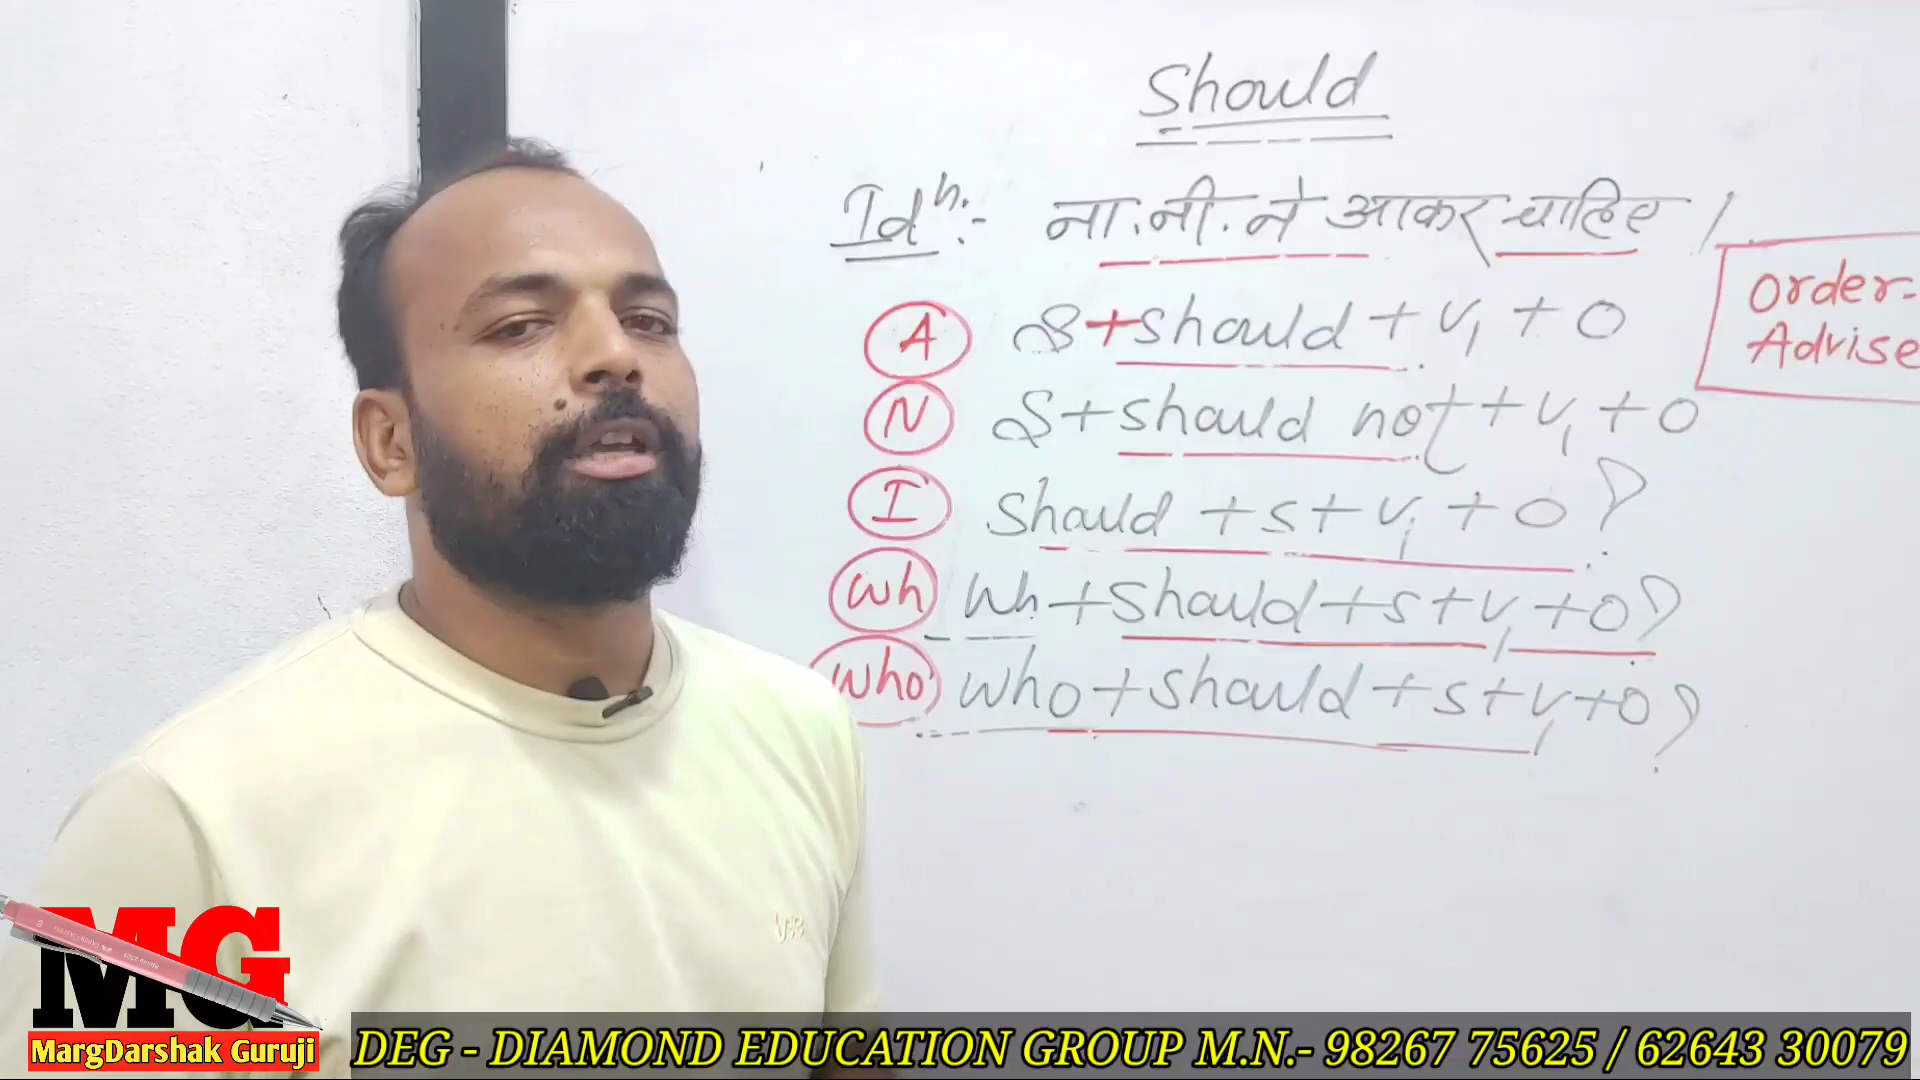 Should
Idn:- ना. नी. ने आकर चाहिए /
Order-
Advise
A S+should+V1+O
N S+should not+V1+O
I Should+s+V1+O?
Wh Wh+should+s+V1+O?
Who Who+should+s+V1+O?
MG
MargDarshak Guruji
DEG - DIAMOND EDUCATION GROUP M.N.- 98267 75625 / 62643 30079